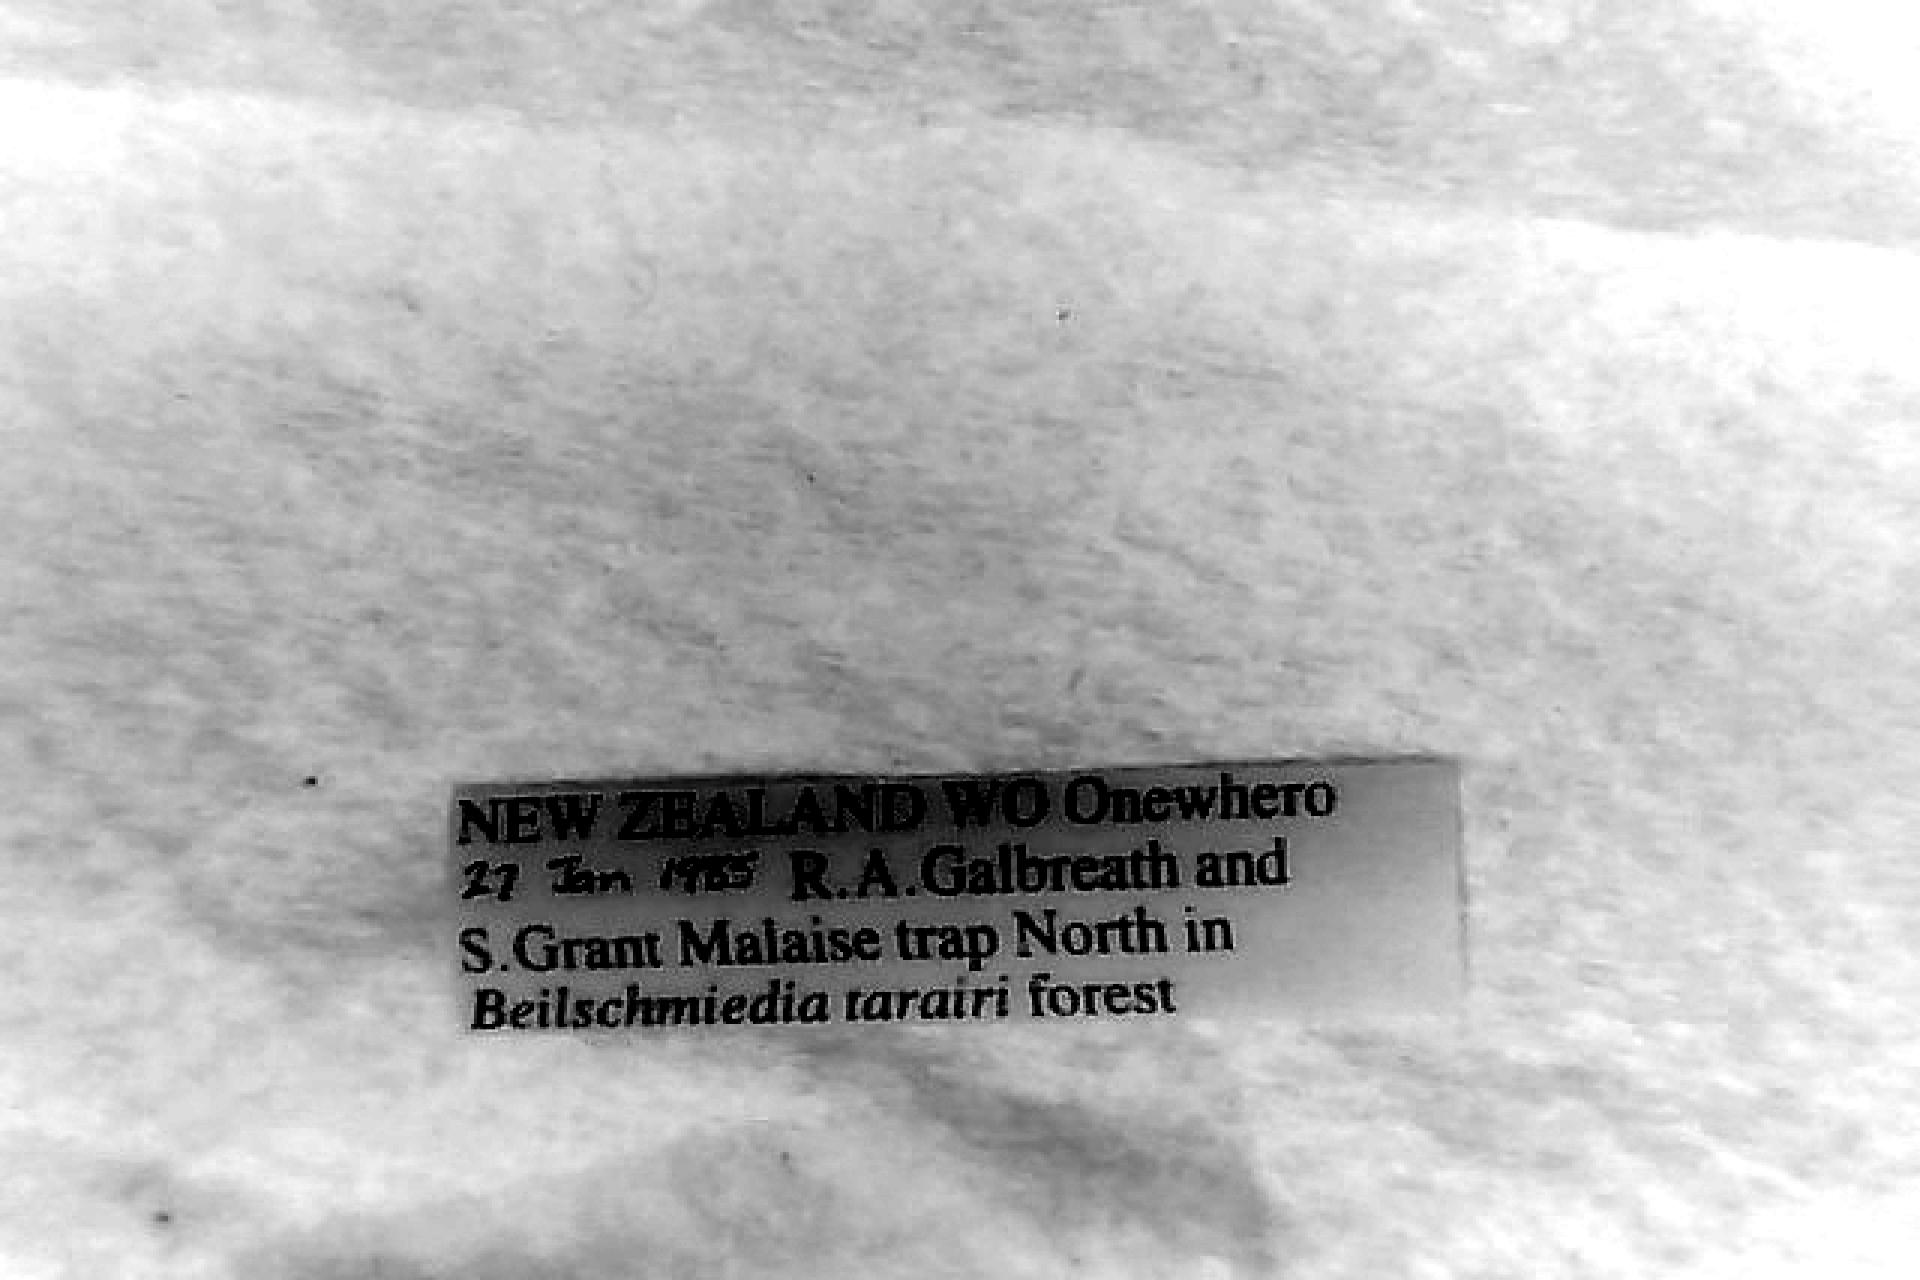 NEW ZEALAND WO Onewhero
27 Jan 1985 R.A.Galbreath and
S.Grant Malaise trap North in
Beilschmiedia tarairi forest